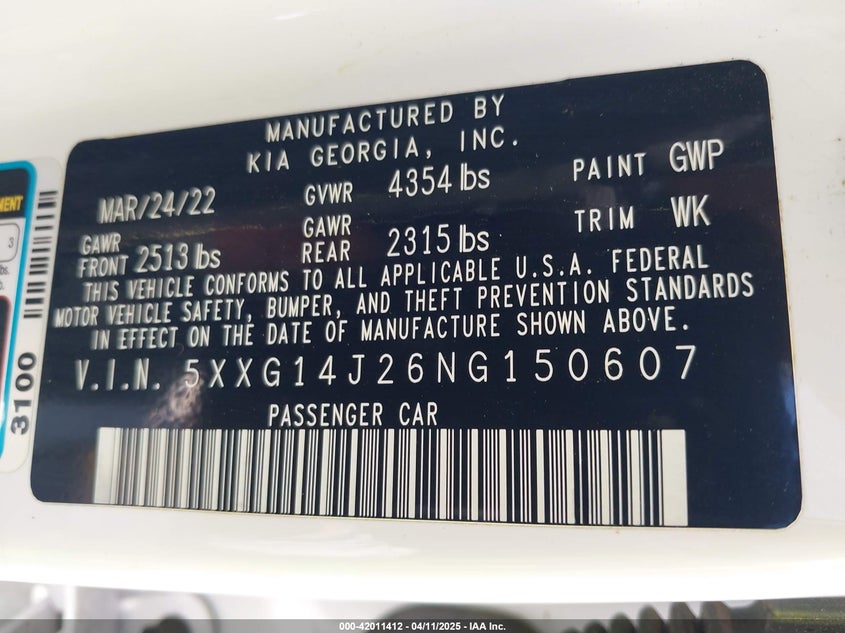 MANUFACTURED BY
KIA GEORGIA, INC.
MAR/24/22 GVWR 4354 lbs PAINT GWP
GAWR FRONT 2513 lbs GAWR REAR 2315 lbs TRIM WK
THIS VEHICLE CONFORMS TO ALL APPLICABLE U.S.A. FEDERAL
MOTOR VEHICLE SAFETY, BUMPER, AND THEFT PREVENTION STANDARDS
IN EFFECT ON THE DATE OF MANUFACTURE SHOWN ABOVE.
V.I.N. 5XXG14J26NG150607
PASSENGER CAR
3100
3
000-42011412 - 04/11/2025 - IAA Inc.